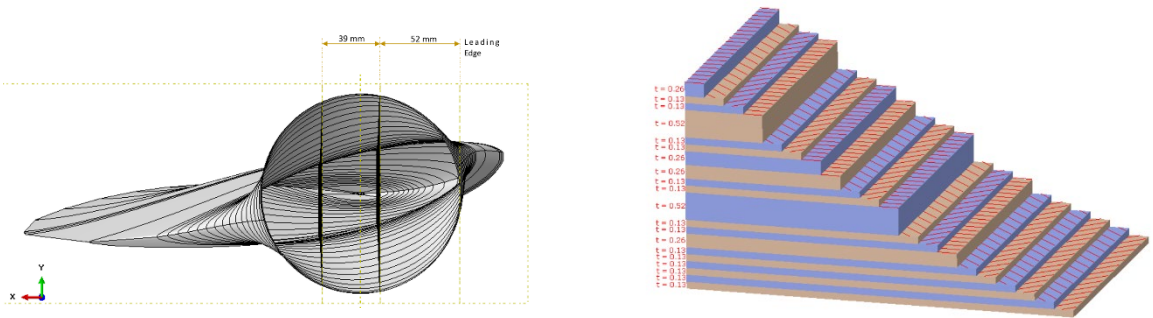 39 mm
52 mm
Leading
Edge
Y
X
t = 0.26
t = 0.13
t = 0.13
t = 0.52
t = 0.13
t = 0.13
t = 0.26
t = 0.26
t = 0.13
t = 0.13
t = 0.52
t = 0.13
t = 0.13
t = 0.26
t = 0.13
t = 0.13
t = 0.13
t = 0.13
t = 0.13
t = 0.13